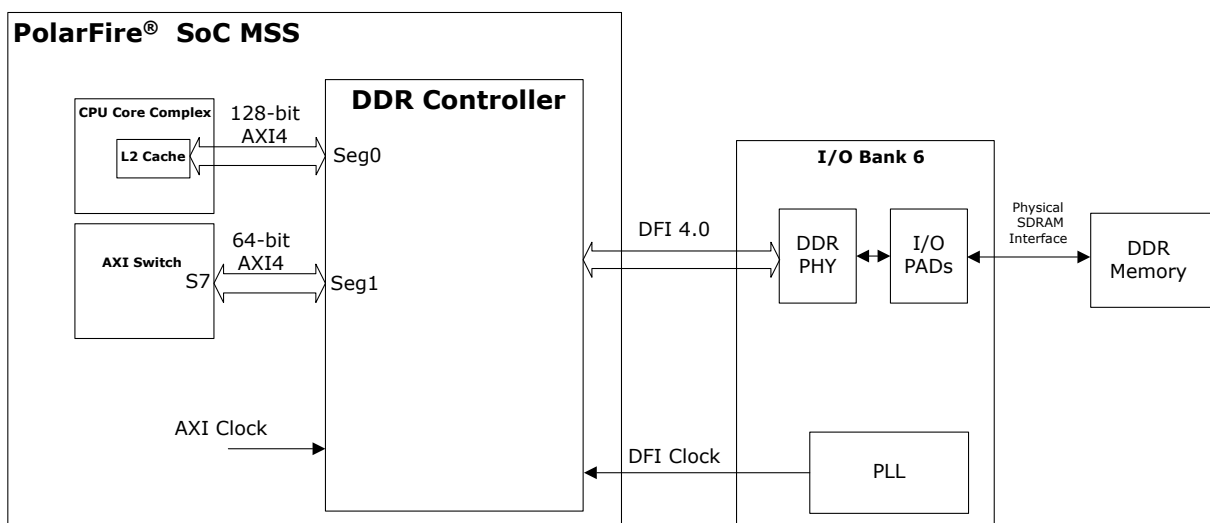 PolarFire® SoC MSS
CPU Core Complex
L2 Cache
128-bit
AXI4
DDR Controller
Seg0
AXI Switch
S7
64-bit
AXI4
Seg1
AXI Clock
DFI 4.0
DFI Clock
I/O Bank 6
DDR
PHY
I/O
PADs
PLL
Physical
SDRAM
Interface
DDR
Memory